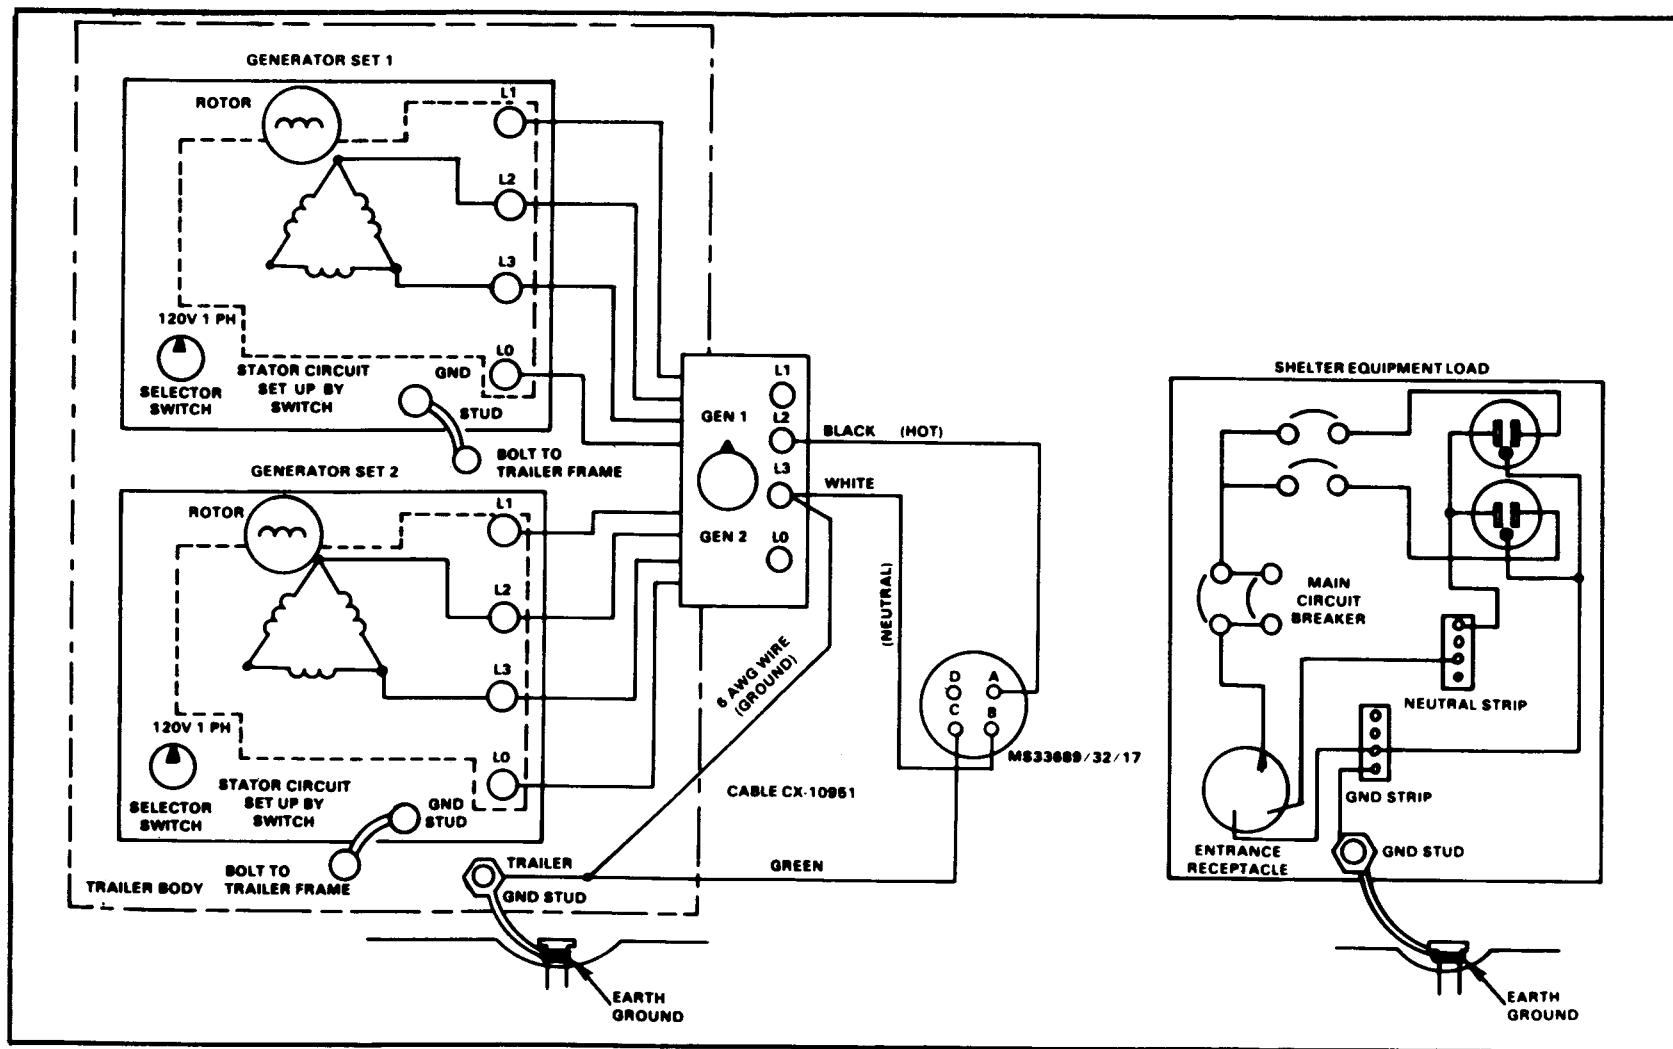 GENERATOR SET 1
ROTOR
L1
L2
L3
120V 1 PH
L0
GND
STATOR CIRCUIT
SET UP BY
SWITCH
SELECTOR
SWITCH
STUD
BOLT TO
TRAILER FRAME
GENERATOR SET 2
ROTOR
L1
L2
L3
120V 1 PH
L0
STATOR CIRCUIT
SET UP BY
SWITCH
SELECTOR
SWITCH
GND
STUD
BOLT TO
TRAILER FRAME
TRAILER BODY
TRAILER
GND STUD
EARTH
GROUND
GEN 1
GEN 2
L1
L2
L3
L0
BLACK (HOT)
WHITE
(NEUTRAL)
6 AWG WIRE
(GROUND)
D A
C B
MS33689/32/17
CABLE CX-10951
GREEN
SHELTER EQUIPMENT LOAD
MAIN
CIRCUIT
BREAKER
NEUTRAL STRIP
GND STRIP
ENTRANCE
RECEPTACLE
GND STUD
EARTH
GROUND